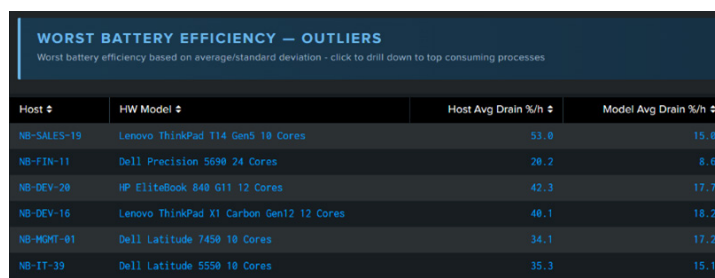 WORST BATTERY EFFICIENCY — OUTLIERS
Worst battery efficiency based on average/standard deviation - click to drill down to top consuming processes
Host HW Model Host Avg Drain %/h Model Avg Drain %/h
NB-SALES-19 Lenovo ThinkPad T14 Gen5 10 Cores 53.0 15.0
NB-FIN-11 Dell Precision 5690 24 Cores 20.2 8.6
NB-DEV-20 HP EliteBook 840 G11 12 Cores 42.3 17.7
NB-DEV-16 Lenovo ThinkPad X1 Carbon Gen12 12 Cores 40.1 18.2
NB-MGMT-01 Dell Latitude 7450 10 Cores 34.1 17.2
NB-IT-39 Dell Latitude 5550 10 Cores 35.3 15.1